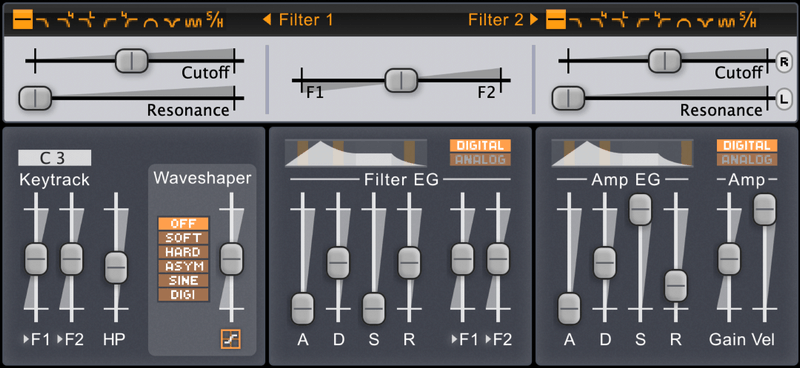 S/H ◀ Filter 1 Filter 2 ▶ S/H
Cutoff R
F1 F2
Cutoff
Resonance L
Resonance
C 3
Keytrack
Waveshaper
OFF
SOFT
HARD
ASYM
SINE
DIGI
▶F1 ▶F2 HP
DIGITAL
ANALOG
Filter EG
A D S R ▶F1 ▶F2
DIGITAL
ANALOG
Amp EG Amp
A D S R Gain Vel